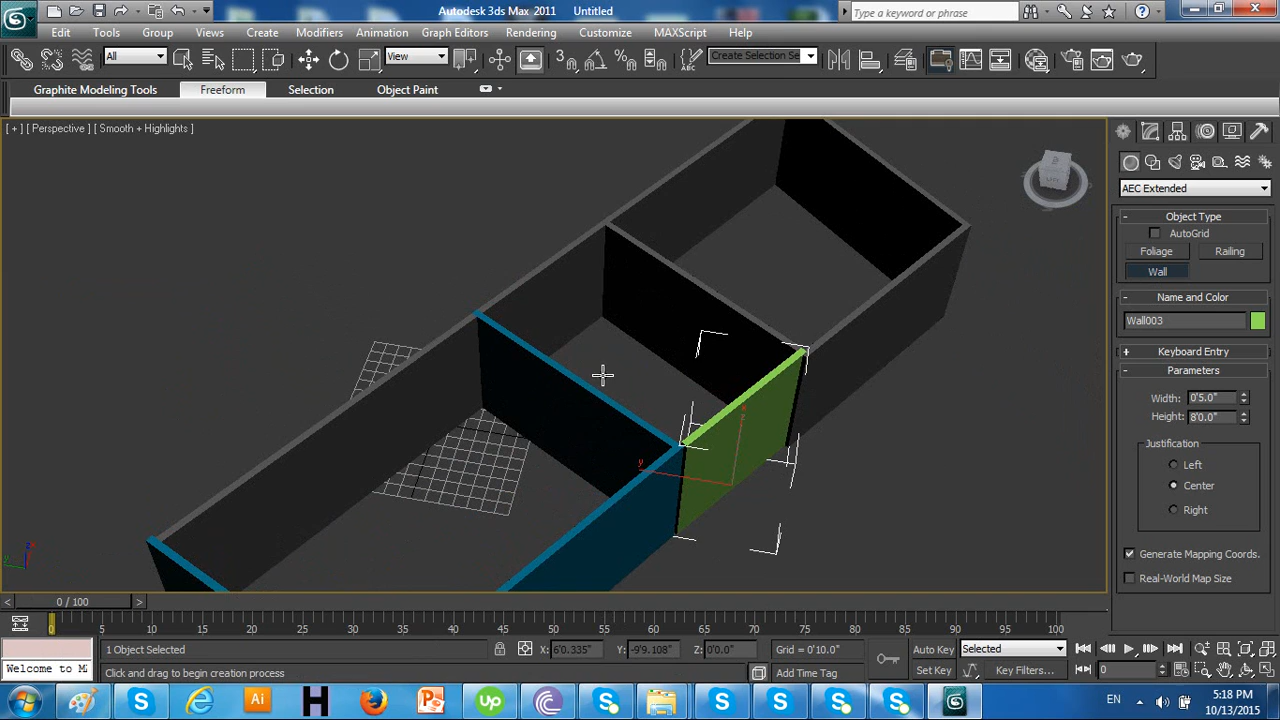 Autodesk 3ds Max 2011 Untitled
Type a keyword or phrase
Edit Tools Group Views Create Modifiers Animation Graph Editors Rendering Customize MAXScript Help
All View Create Selection Se
Graphite Modeling Tools Freeform Selection Object Paint
[ + ] [ Perspective ] [ Smooth + Highlights ]
AEC Extended
- Object Type
AutoGrid
Foliage Railing
Wall
- Name and Color
Wall003
+ Keyboard Entry
- Parameters
Width: 0'5.0"
Height: 8'0.0"
Justification
Left
Center
Right
Generate Mapping Coords.
Real-World Map Size
x
y
z
< 0 / 100 >
0 5 10 15 20 25 30 35 40 45 50 55 60 65 70 75 80 85 90 95 100
1 Object Selected X: 6'0.335" Y: -9'9.108" Z: 0'0.0" Grid = 0'10.0" Auto Key Selected
Welcome to M Click and drag to begin creation process Add Time Tag Set Key Key Filters... 0
EN 5:18 PM
10/13/2015